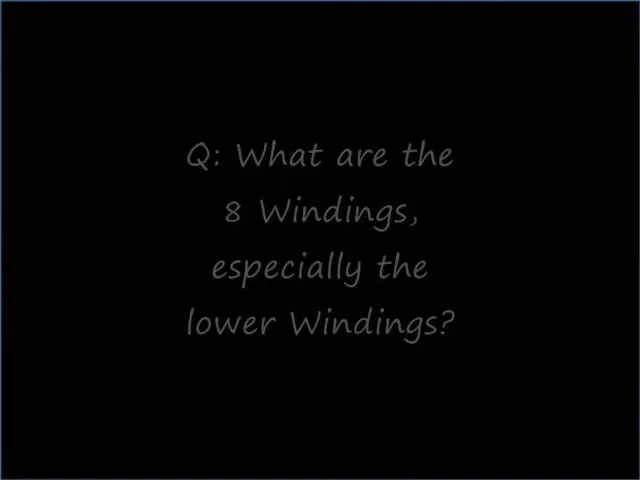 Q: What are the
8 Windings,
especially the
lower Windings?